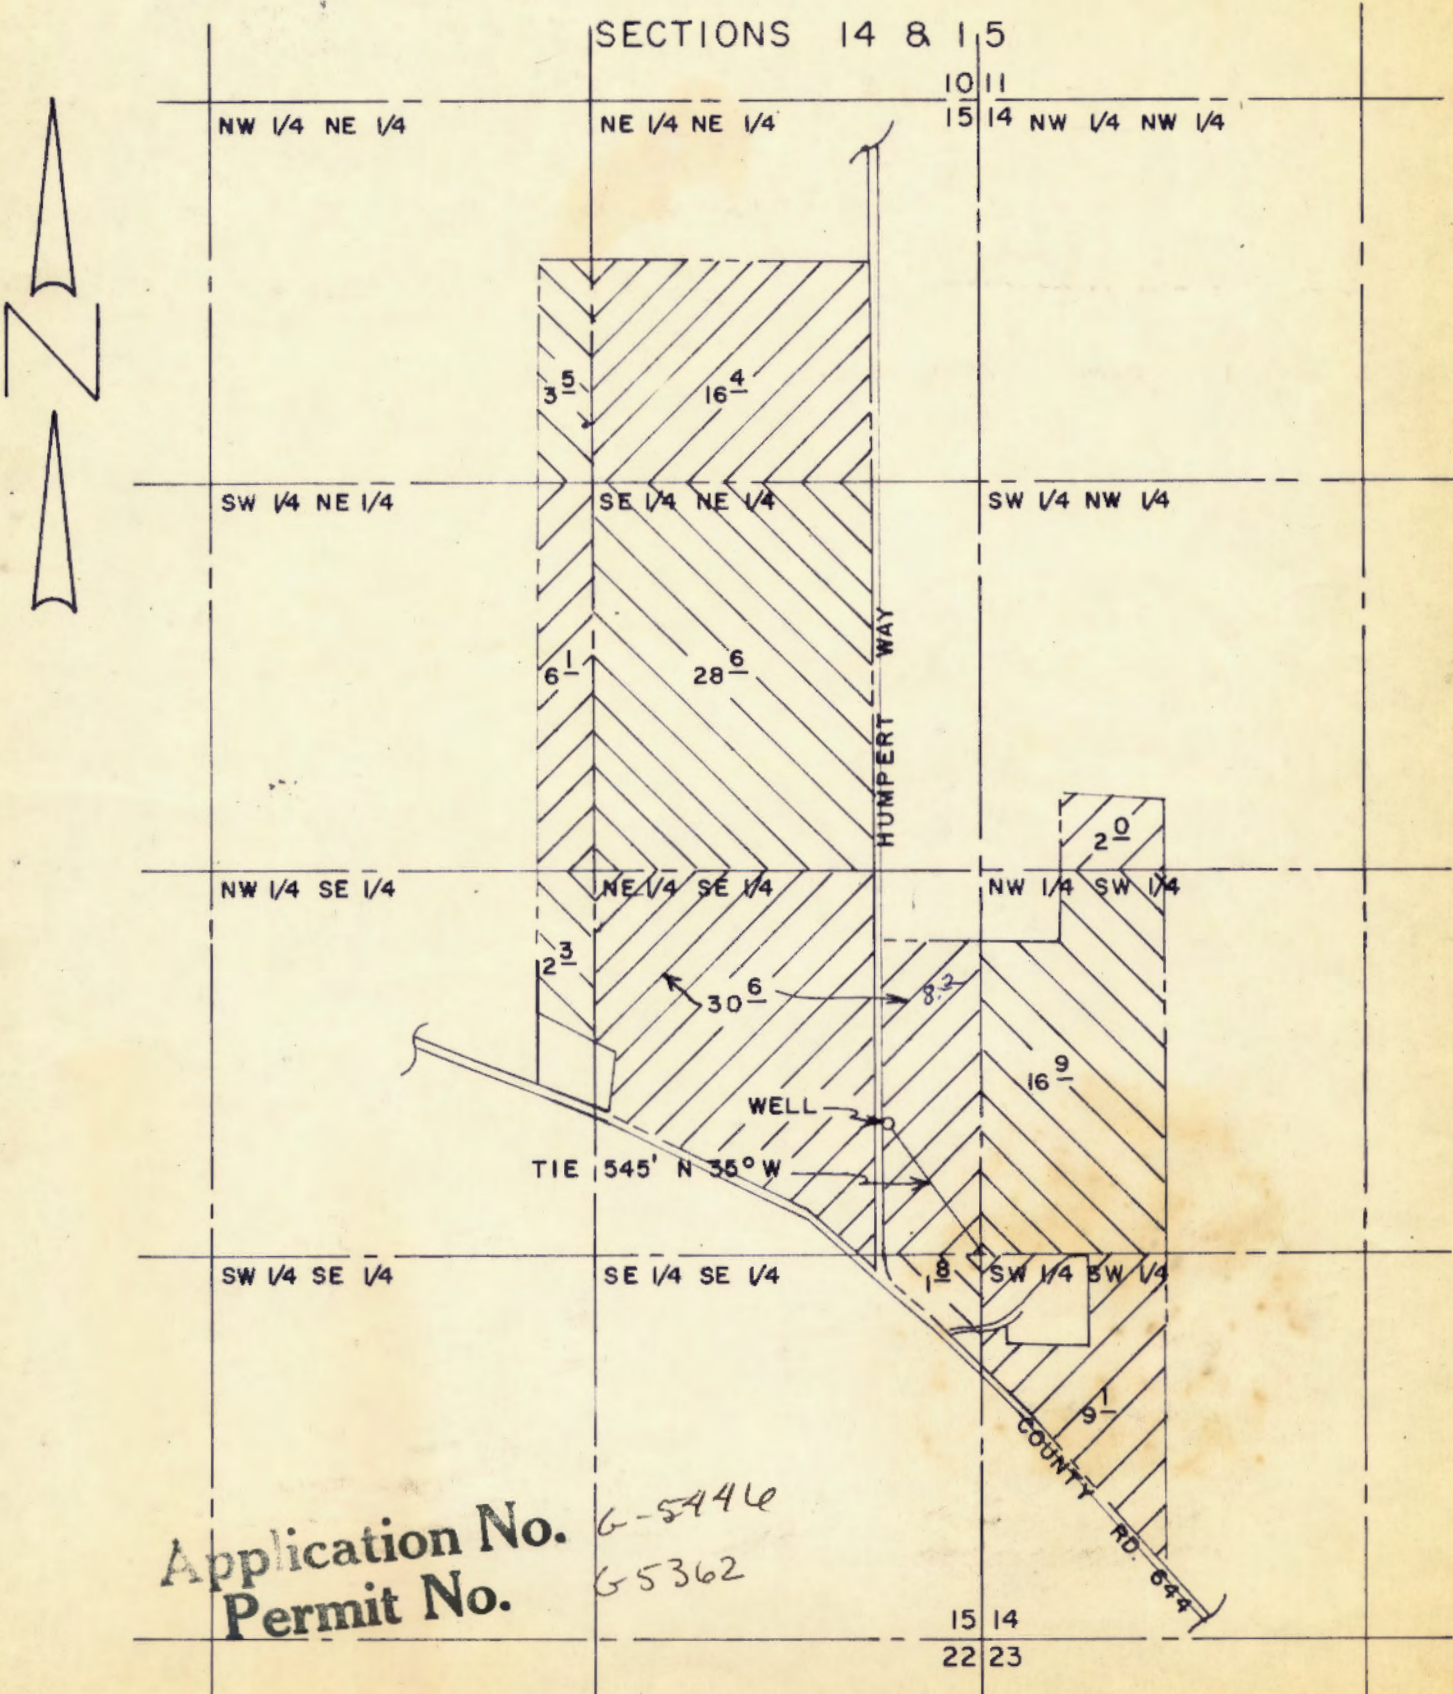 SECTIONS 14 & 15
10 11
15 14
NW 1/4 NE 1/4
NE 1/4 NE 1/4
NW 1/4 NW 1/4
N
3 5
16 4
SW 1/4 NE 1/4
SE 1/4 NE 1/4
SW 1/4 NW 1/4
6 1
28 6
HUMPERT WAY
2 0
NW 1/4 SE 1/4
NE 1/4 SE 1/4
NW 1/4 SW 1/4
2 3
30 6
16 9
WELL
TIE 545' N 35° W
SW 1/4 SE 1/4
SE 1/4 SE 1/4
1 8
SW 1/4 SW 1/4
9 1
COUNTY RD. 644
Application No. G-5446
Permit No. G5362
15 14
22 23